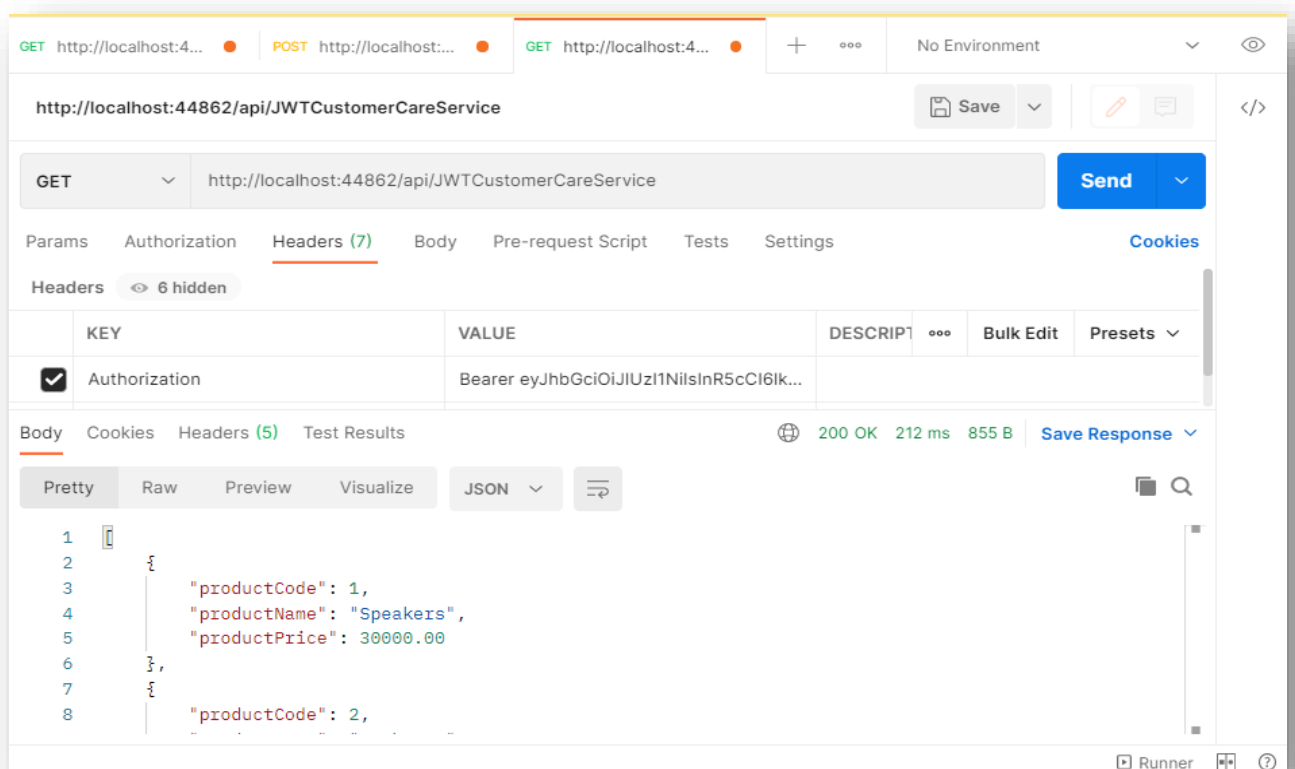 GET http://localhost:4... POST http://localhost:... GET http://localhost:4... No Environment
http://localhost:44862/api/JWTCustomerCareService Save </>
GET http://localhost:44862/api/JWTCustomerCareService Send
Params Authorization Headers (7) Body Pre-request Script Tests Settings Cookies
Headers 6 hidden
KEY VALUE DESCRIPT Bulk Edit Presets
Authorization Bearer eyJhbGciOiJIUzI1NiIsInR5cCI6Ik...
Body Cookies Headers (5) Test Results 200 OK 212 ms 855 B Save Response
Pretty Raw Preview Visualize JSON
1 [
2 {
3 "productCode": 1,
4 "productName": "Speakers",
5 "productPrice": 30000.00
6 },
7 {
8 "productCode": 2,
Runner